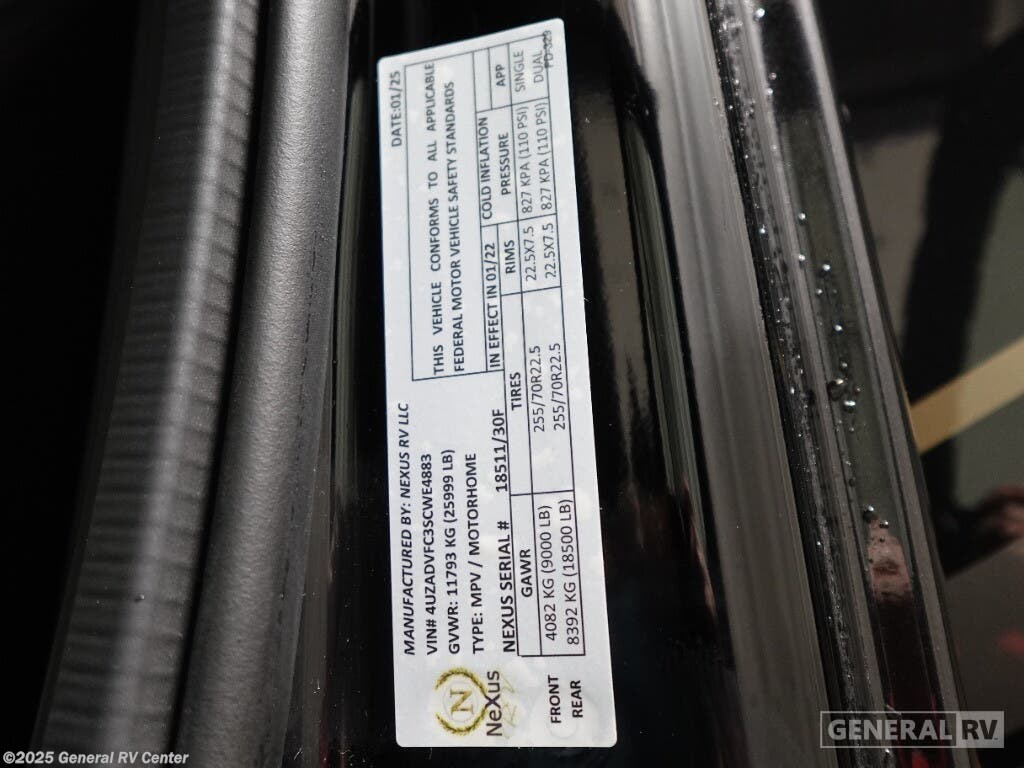 MANUFACTURED BY: NEXUS RV LLC
DATE:01/25
VIN# 4UZADVFC3SCWE4883
GVWR: 11793 KG (25999 LB)
TYPE: MPV / MOTORHOME
THIS VEHICLE CONFORMS TO ALL APPLICABLE
FEDERAL MOTOR VEHICLE SAFETY STANDARDS
IN EFFECT IN 01/22
N
NeXus
NEXUS SERIAL # 18511/30F
COLD INFLATION
GAWR TIRES RIMS PRESSURE APP
FRONT 4082 KG (9000 LB) 255/70R22.5 22.5X7.5 827 KPA (110 PSI) SINGLE
REAR 8392 KG (18500 LB) 255/70R22.5 22.5X7.5 827 KPA (110 PSI) DUAL
PD-329
GENERAL RV
©2025 General RV Center